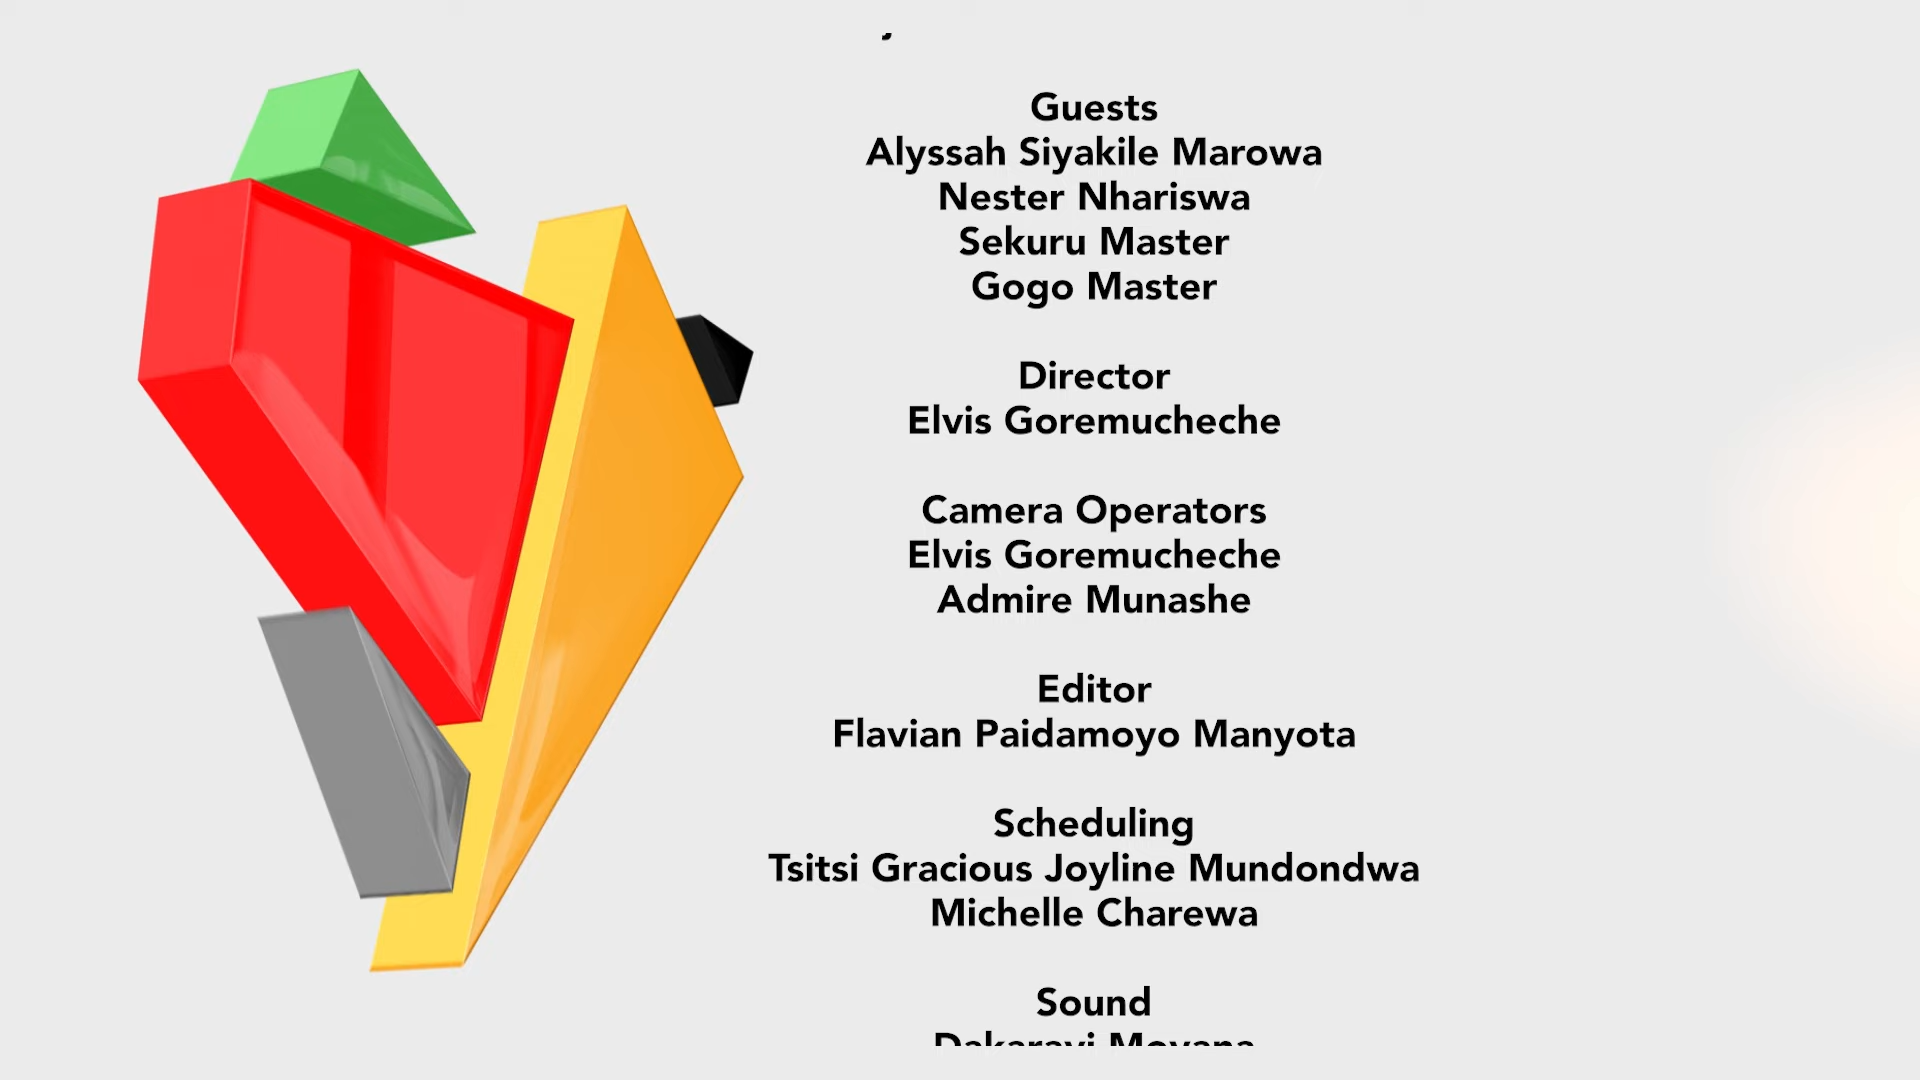 Guests
Alyssah Siyakile Marowa
Nester Nhariswa
Sekuru Master
Gogo Master
Director
Elvis Goremucheche
Camera Operators
Elvis Goremucheche
Admire Munashe
Editor
Flavian Paidamoyo Manyota
Scheduling
Tsitsi Gracious Joyline Mundondwa
Michelle Charewa
Sound